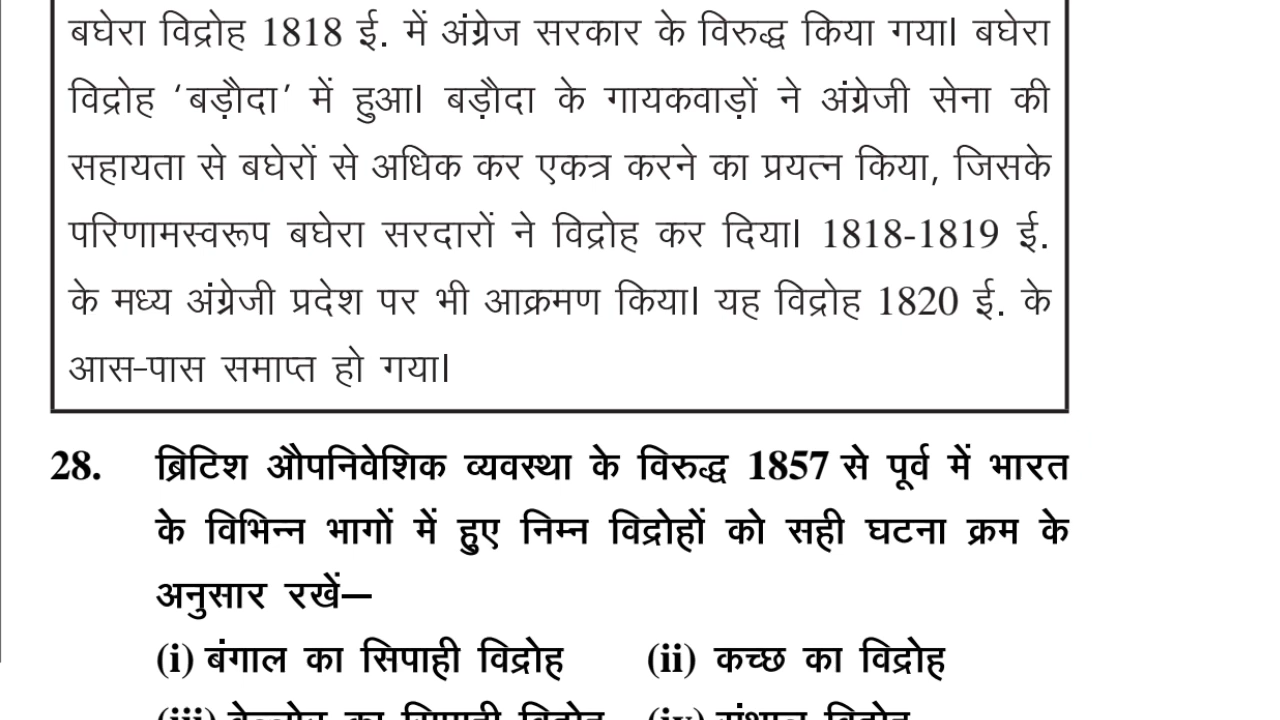 बघेरा विद्रोह 1818 ई. में अंग्रेज सरकार के विरुद्ध किया गया। बघेरा
विद्रोह ‘बड़ौदा’ में हुआ। बड़ौदा के गायकवाड़ों ने अंग्रेजी सेना की
सहायता से बघेरों से अधिक कर एकत्र करने का प्रयत्न किया, जिसके
परिणामस्वरूप बघेरा सरदारों ने विद्रोह कर दिया। 1818-1819 ई.
के मध्य अंग्रेजी प्रदेश पर भी आक्रमण किया। यह विद्रोह 1820 ई. के
आस-पास समाप्त हो गया।
28. ब्रिटिश औपनिवेशिक व्यवस्था के विरुद्ध 1857 से पूर्व में भारत
के विभिन्न भागों में हुए निम्न विद्रोहों को सही घटना क्रम के
अनुसार रखें—
(i) बंगाल का सिपाही विद्रोह (ii) कच्छ का विद्रोह
(iii) वेल्लोर का सिपाही विद्रोह (iv) संथाल विद्रोह